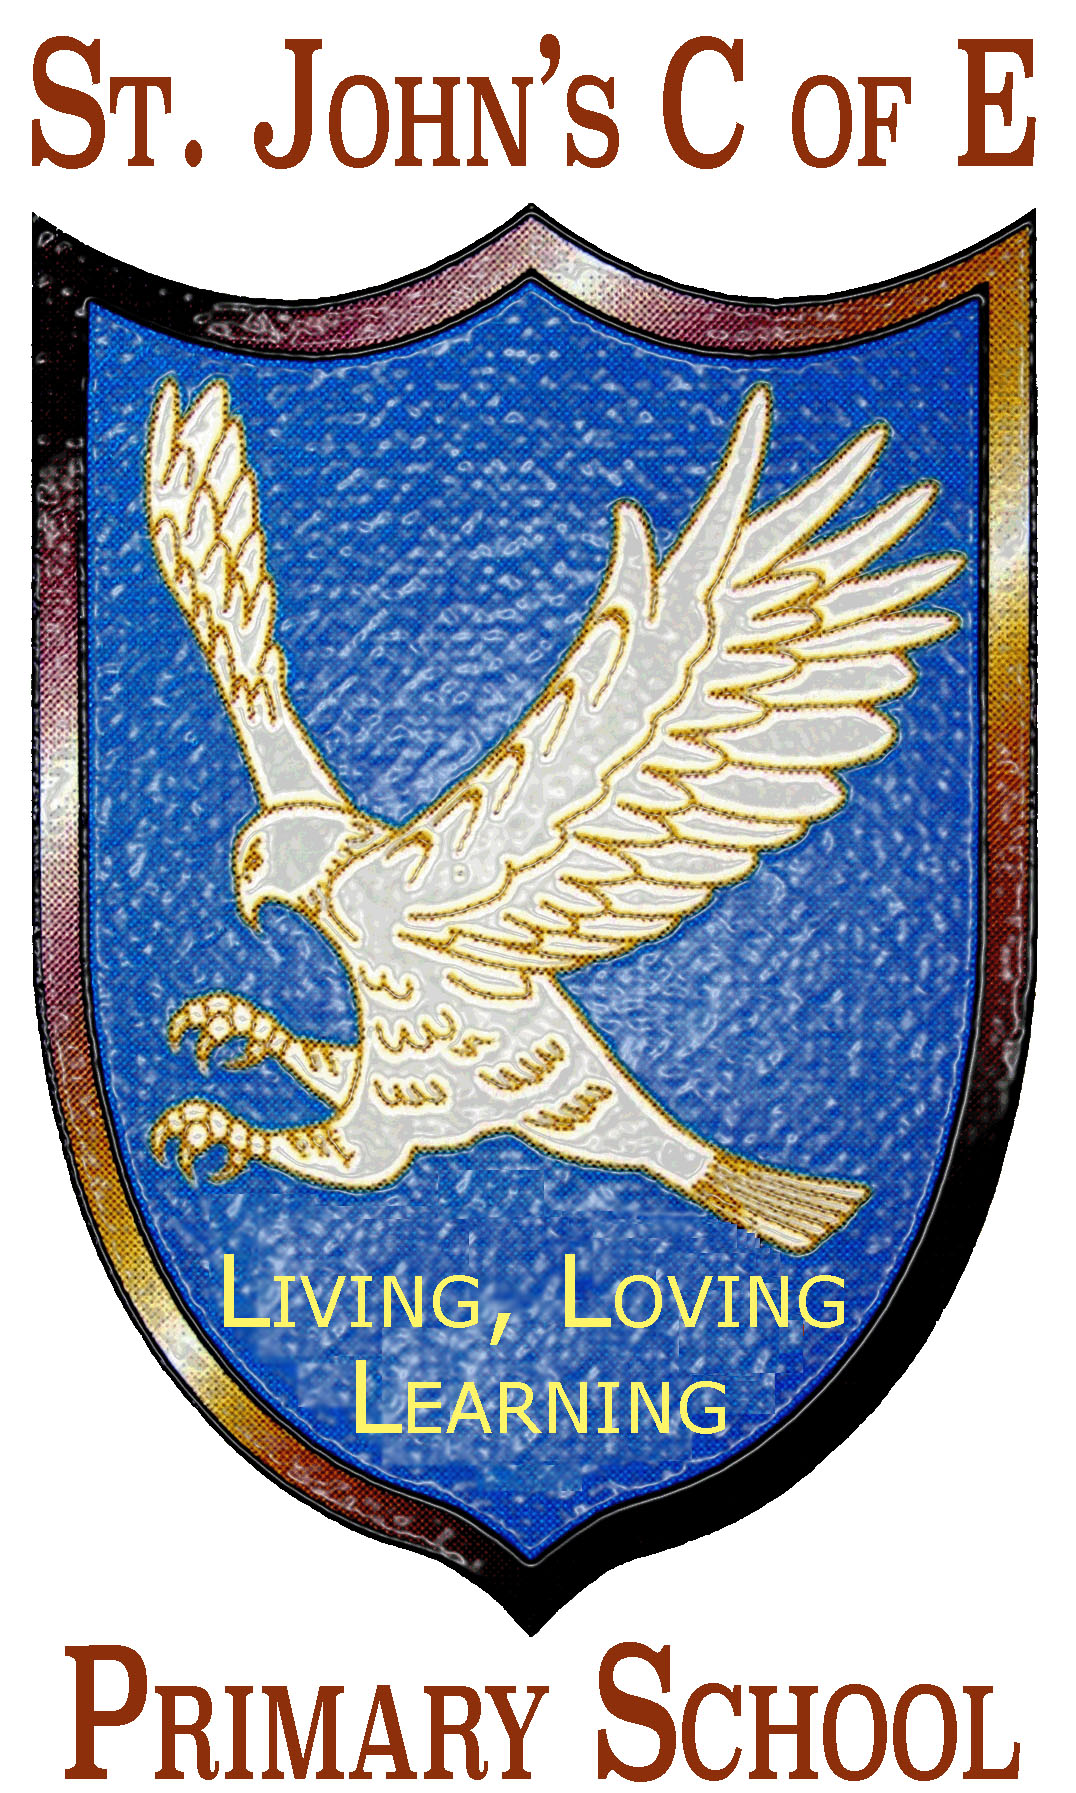 St. John's C of E
Living, Loving
Learning
Primary School